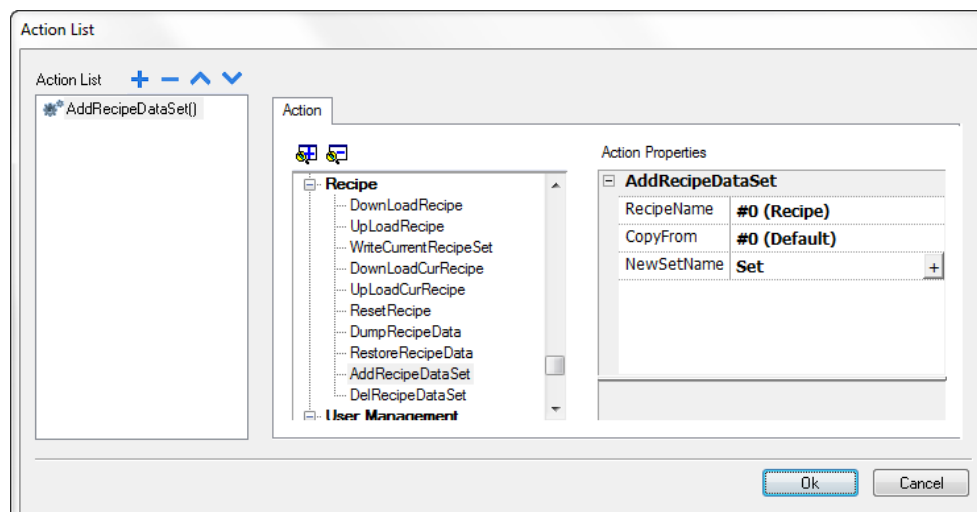 Action List
Action List
AddRecipeDataSet()
Action
Recipe
DownLoadRecipe
UpLoadRecipe
WriteCurrentRecipeSet
DownLoadCurRecipe
UpLoadCurRecipe
ResetRecipe
DumpRecipeData
RestoreRecipeData
AddRecipeDataSet
DelRecipeDataSet
User Management
Action Properties
AddRecipeDataSet
RecipeName #0 (Recipe)
CopyFrom #0 (Default)
NewSetName Set +
Ok Cancel